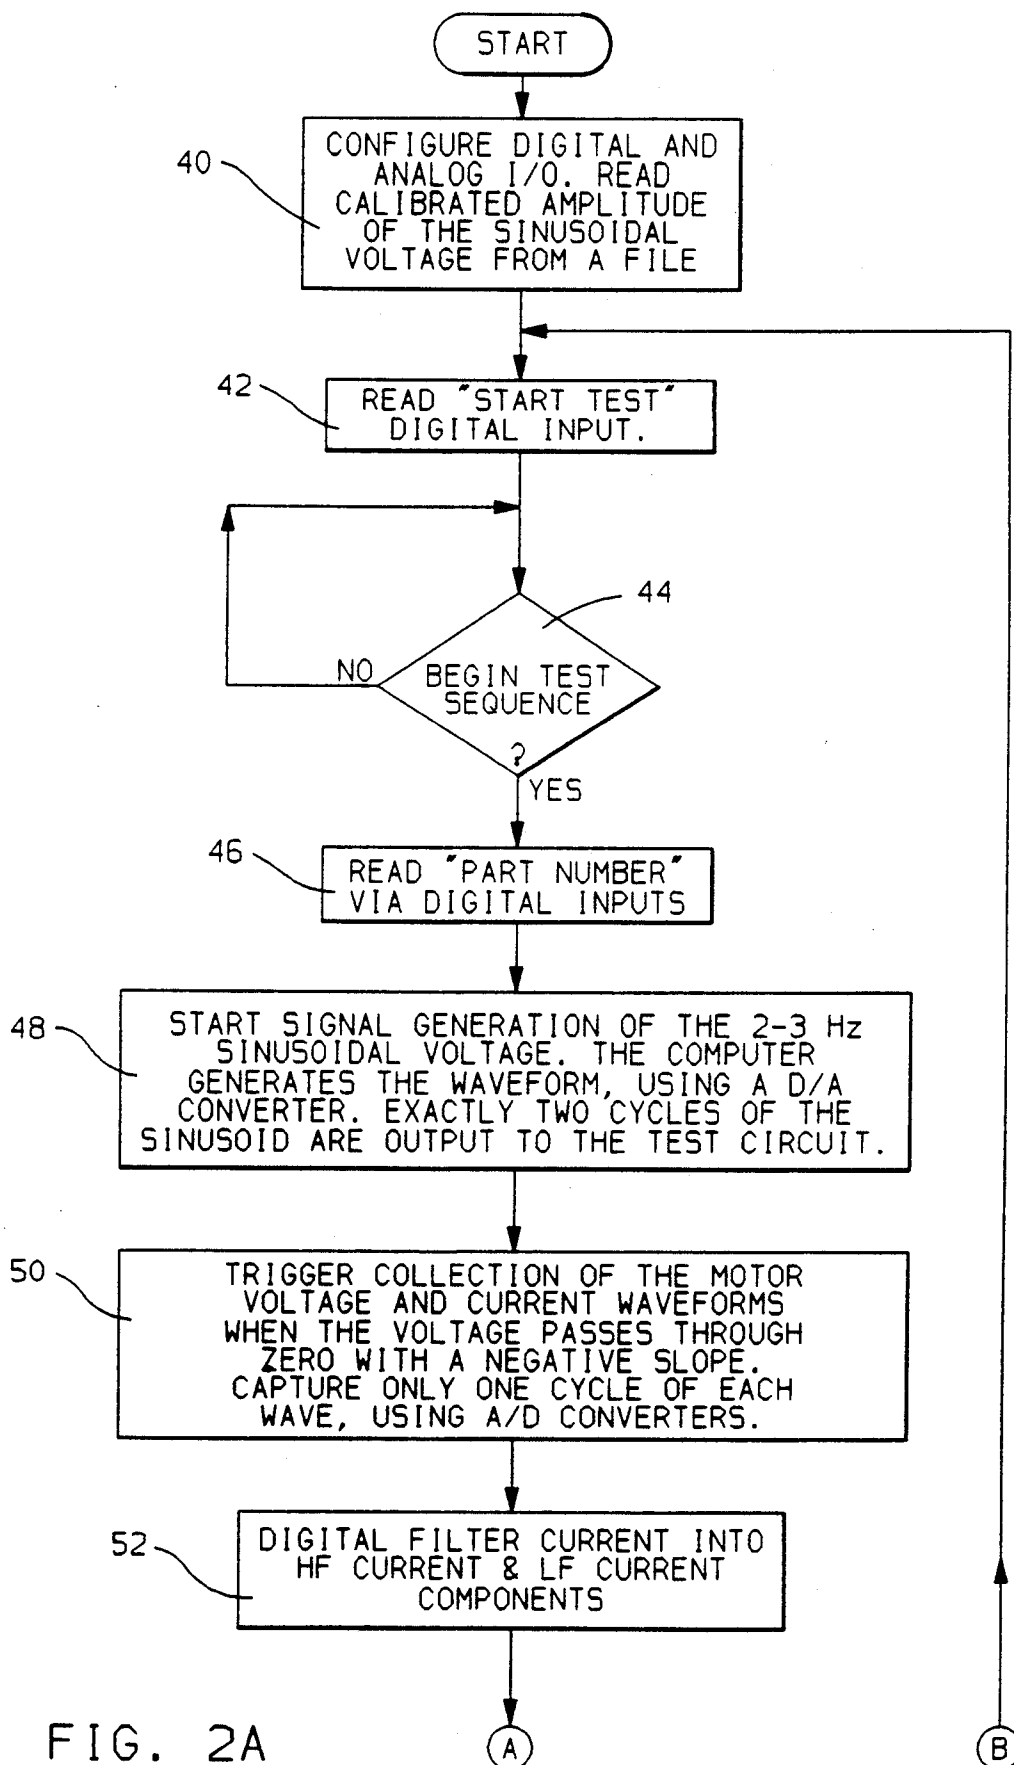 START
40
CONFIGURE DIGITAL AND
ANALOG I/O. READ
CALIBRATED AMPLITUDE
OF THE SINUSOIDAL
VOLTAGE FROM A FILE
42
READ "START TEST"
DIGITAL INPUT.
44
NO
BEGIN TEST
SEQUENCE
?
YES
46
READ "PART NUMBER"
VIA DIGITAL INPUTS
48
START SIGNAL GENERATION OF THE 2-3 Hz
SINUSOIDAL VOLTAGE. THE COMPUTER
GENERATES THE WAVEFORM, USING A D/A
CONVERTER. EXACTLY TWO CYCLES OF THE
SINUSOID ARE OUTPUT TO THE TEST CIRCUIT.
50
TRIGGER COLLECTION OF THE MOTOR
VOLTAGE AND CURRENT WAVEFORMS
WHEN THE VOLTAGE PASSES THROUGH
ZERO WITH A NEGATIVE SLOPE.
CAPTURE ONLY ONE CYCLE OF EACH
WAVE, USING A/D CONVERTERS.
52
DIGITAL FILTER CURRENT INTO
HF CURRENT & LF CURRENT
COMPONENTS
FIG. 2A
A
B